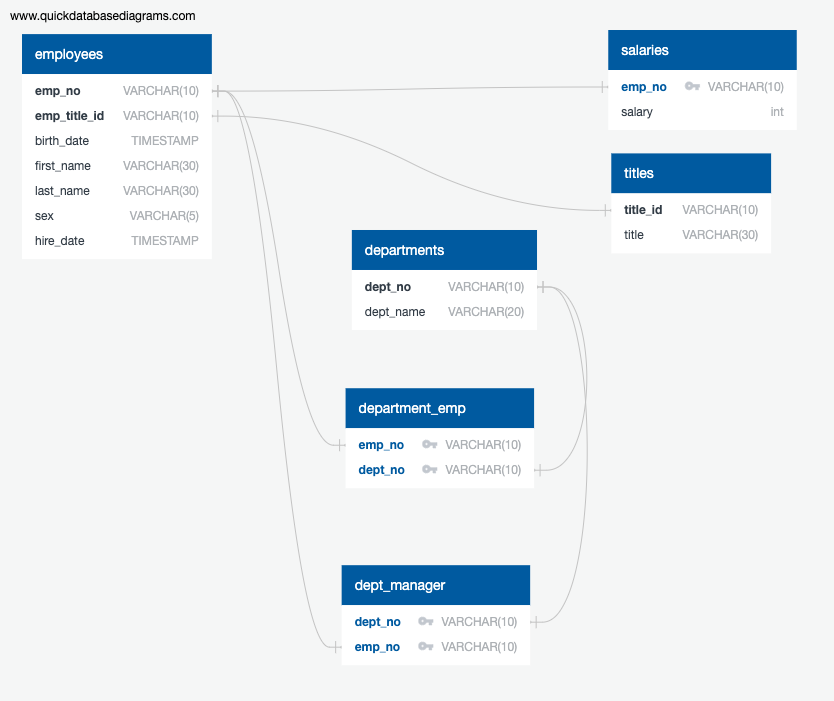 www.quickdatabasediagrams.com
employees
emp_no VARCHAR(10)
emp_title_id VARCHAR(10)
birth_date TIMESTAMP
first_name VARCHAR(30)
last_name VARCHAR(30)
sex VARCHAR(5)
hire_date TIMESTAMP
salaries
emp_no VARCHAR(10)
salary int
titles
title_id VARCHAR(10)
title VARCHAR(30)
departments
dept_no VARCHAR(10)
dept_name VARCHAR(20)
department_emp
emp_no VARCHAR(10)
dept_no VARCHAR(10)
dept_manager
dept_no VARCHAR(10)
emp_no VARCHAR(10)